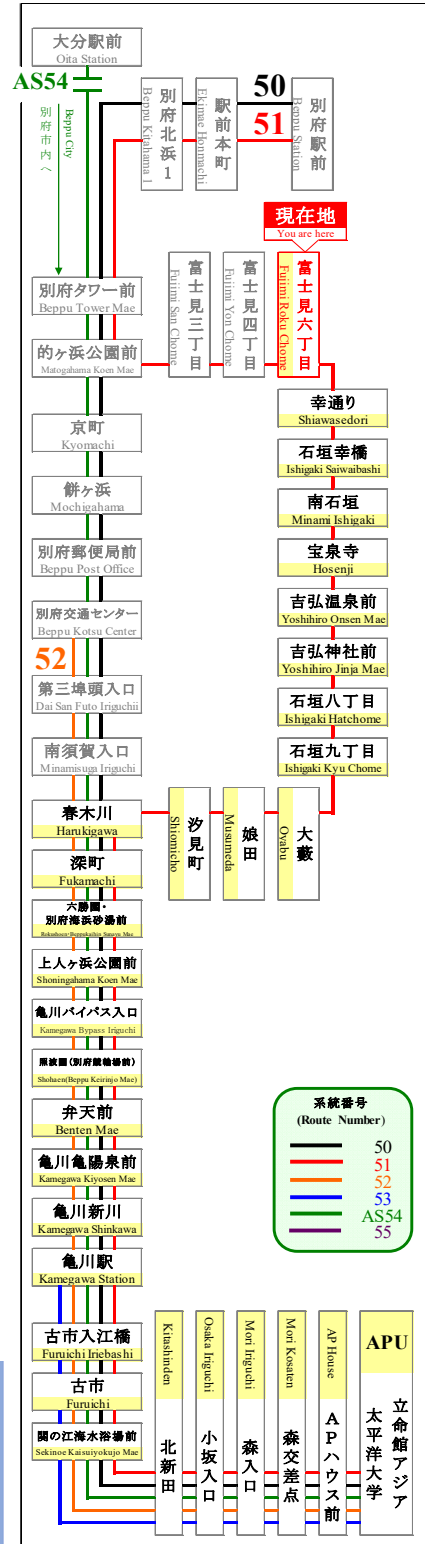 大分駅前
Oita Station
AS54
Beppu City
別府市内へ
別府北浜1
Beppu Kitahama 1
駅前本町
Ekimae Honmachi
50
51
別府駅前
Beppu Station
現在地
You are here
別府タワー前
Beppu Tower Mae
的ヶ浜公園前
Matogahama Koen Mae
富士見三丁目
Fujimi San Chome
富士見四丁目
Fujimi Yon Chome
富士見六丁目
Fujimi Roku Chome
幸通り
Shiawasedori
石垣幸橋
Ishigaki Saiwaibashi
南石垣
Minami Ishigaki
宝泉寺
Hosenji
吉弘温泉前
Yoshihiro Onsen Mae
吉弘神社前
Yoshihiro Jinja Mae
石垣八丁目
Ishigaki Hatchome
石垣九丁目
Ishigaki Kyu Chome
京町
Kyomachi
餅ヶ浜
Mochigahama
別府郵便局前
Beppu Post Office
別府交通センター
Beppu Kotsu Center
52
第三埠頭入口
Dai San Futo Iriguchii
南須賀入口
Minamisuga Iriguchi
春木川
Harukigawa
汐見町
Shiomicho
娘田
Musumeda
大藪
Oyabu
深町
Fukamachi
六勝園・
別府海浜砂湯前
Rokushoen・Beppukaihin Sunayu Mae
上人ヶ浜公園前
Shoningahama Koen Mae
亀川バイパス入口
Kamegawa Bypass Iriguchi
照波園(別府競輪場前)
Shohaen(Beppu Keirinjo Mae)
弁天前
Benten Mae
亀川亀陽泉前
Kamegawa Kiyosen Mae
亀川新川
Kamegawa Shinkawa
亀川駅
Kamegawa Station
古市入江橋
Furuichi Iriebashi
古市
Furuichi
関の江海水浴場前
Sekinoe Kaisuiyokujo Mae
系統番号
(Route Number)
50
51
52
53
AS54
55
Kitashinden
北新田
Osaka Iriguchi
小坂入口
Mori Iriguchi
森入口
Mori Kosaten
森交差点
AP House
APハウス前
APU
立命館アジア
太平洋大学